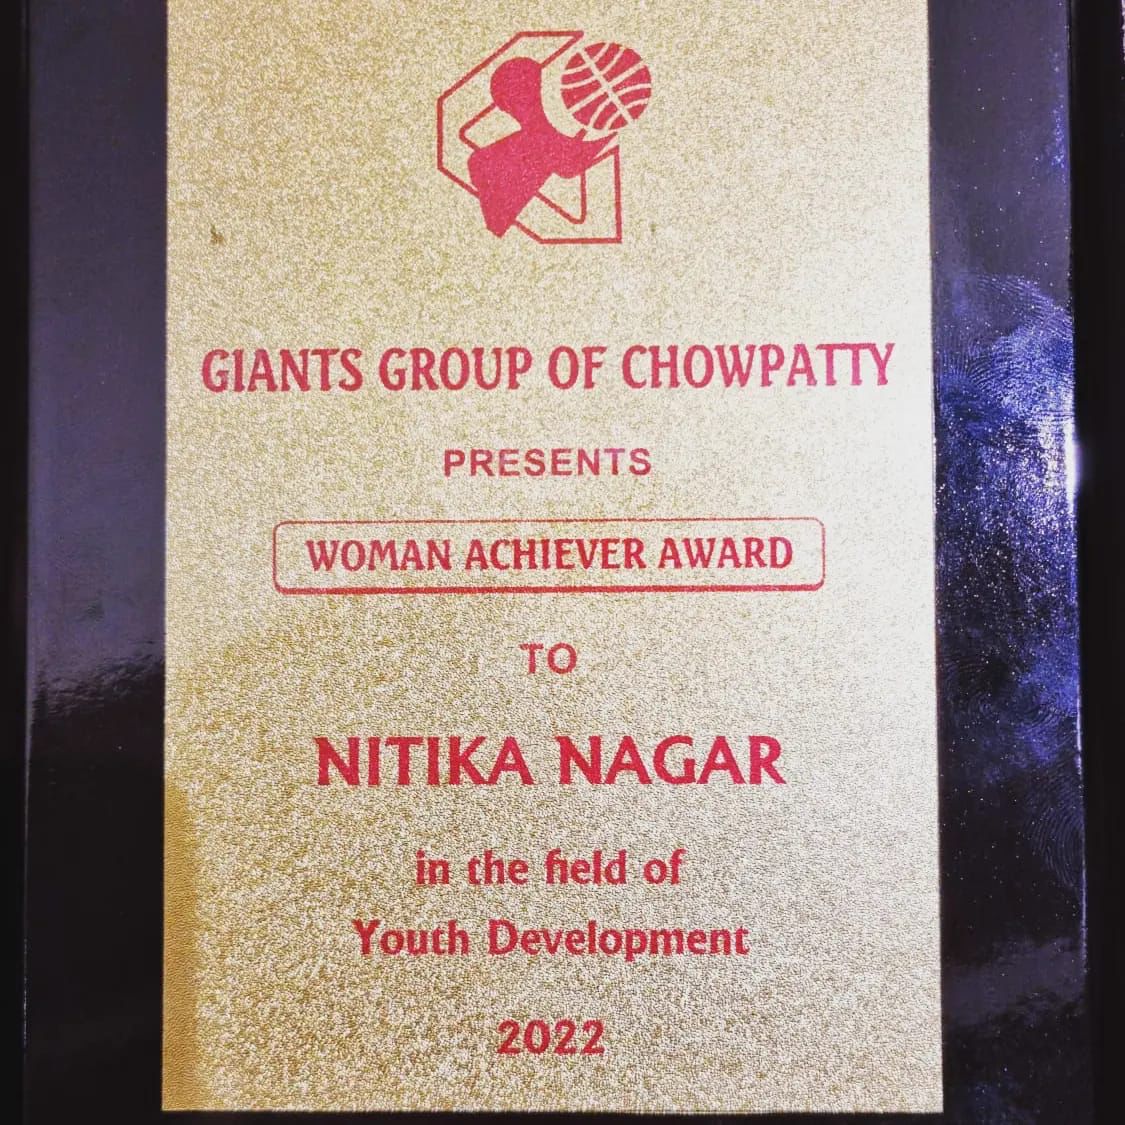 GIANTS GROUP OF CHOWPATTY
PRESENTS
WOMAN ACHIEVER AWARD
TO
NITIKA NAGAR
in the field of
Youth Development
2022